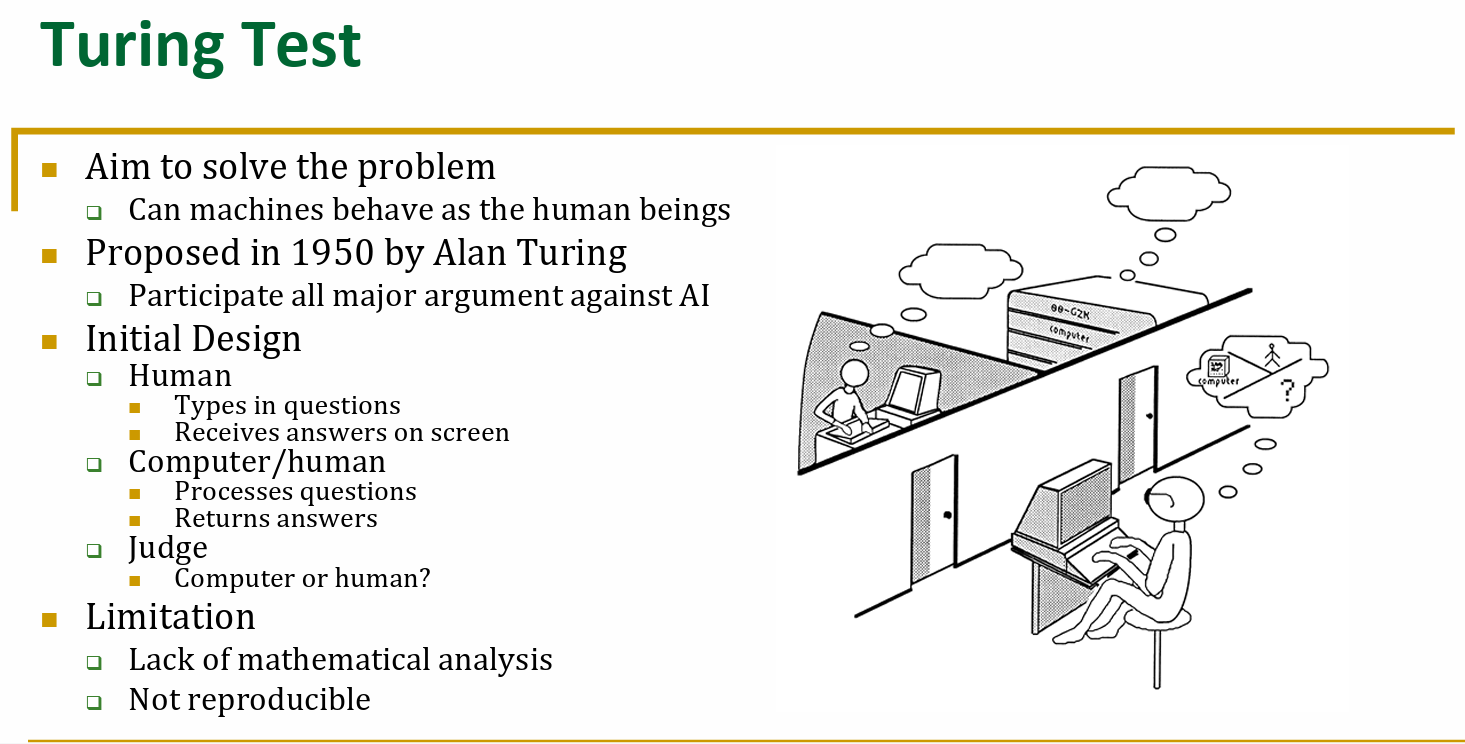 Turing Test
Aim to solve the problem
Can machines behave as the human beings
Proposed in 1950 by Alan Turing
Participate all major argument against AI
Initial Design
Human
Types in questions
Receives answers on screen
Computer/human
Processes questions
Returns answers
Judge
Computer or human?
Limitation
Lack of mathematical analysis
Not reproducible
00-G2K
computer
computer
?